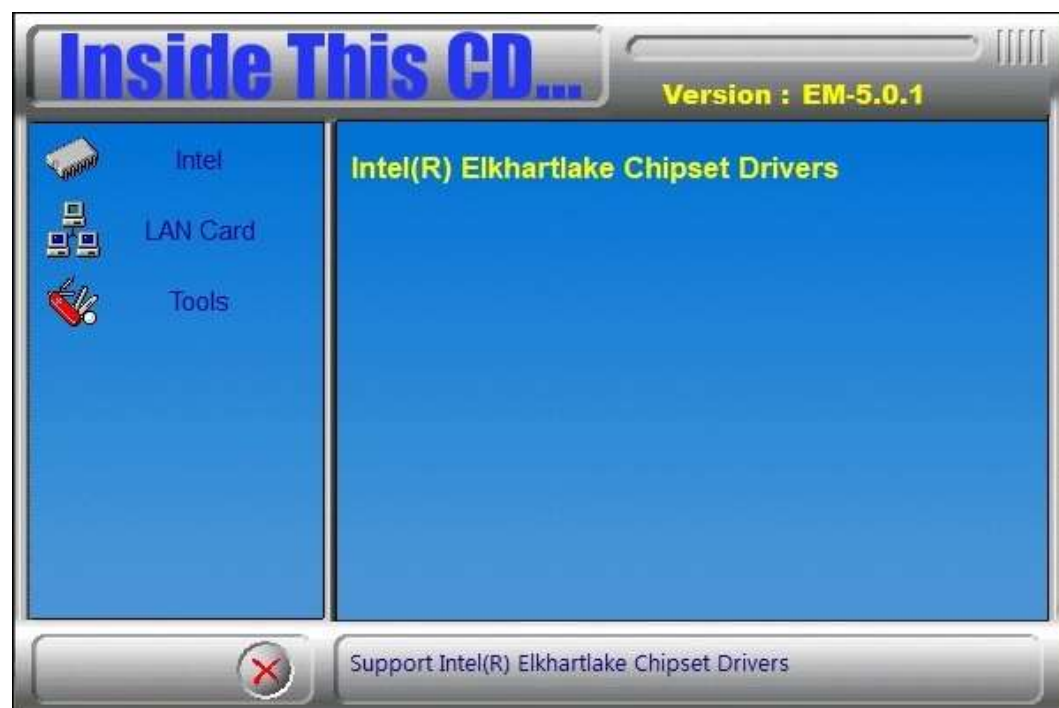 Inside This CD...
Version : EM-5.0.1
Intel
LAN Card
Tools
Intel(R) Elkhartlake Chipset Drivers
Support Intel(R) Elkhartlake Chipset Drivers